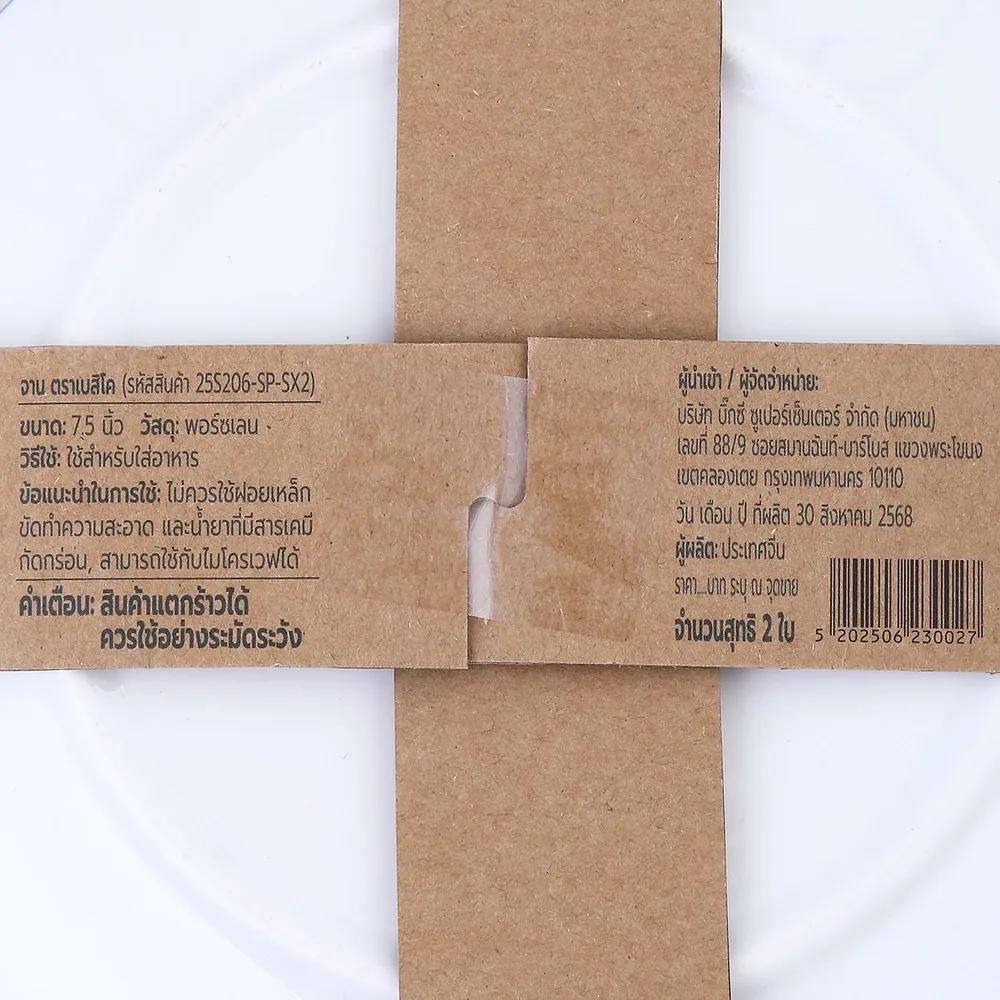 จาน ตราเบสิโค (รหัสสินค้า 25S206-SP-SX2)
ขนาด: 7.5 นิ้ว วัสดุ: พอร์ซเลน
วิธีใช้: ใช้สำหรับใส่อาหาร
ข้อแนะนำในการใช้: ไม่ควรใช้ฝอยเหล็ก
ขัดทำความสะอาด และน้ำยาที่มีสารเคมี
กัดกร่อน, สามารถใช้กับไมโครเวฟได้
คำเตือน: สินค้าแตกร้าวได้
ควรใช้อย่างระมัดระวัง
ผู้นำเข้า / ผู้จัดจำหน่าย:
บริษัท บิ๊กซี ซูเปอร์เซ็นเตอร์ จำกัด (มหาชน)
เลขที่ 88/9 ซอยสมานฉันท์-บาร์โบส แขวงพระโขนง
เขตคลองเตย กรุงเทพมหานคร 10110
วัน เดือน ปี ที่ผลิต 30 สิงหาคม 2568
ผู้ผลิต: ประเทศจีน
ราคา....บาท ระบุ ณ จุดขาย
จำนวนสุทธิ 2 ใบ
5 202506 230027